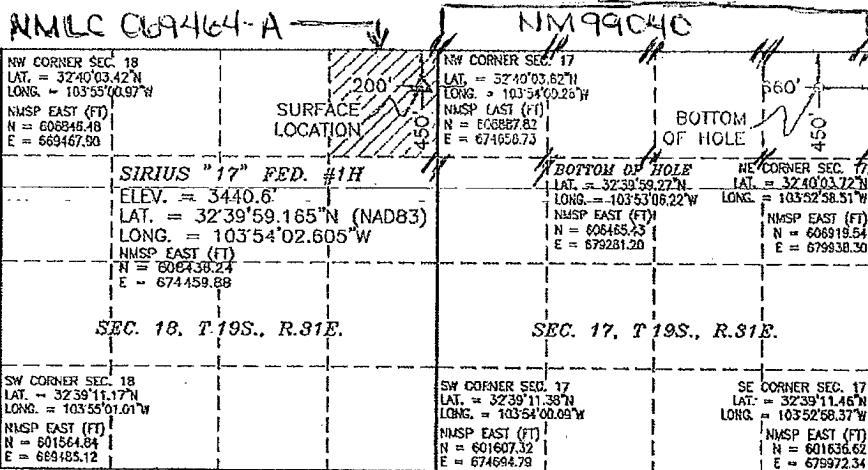 NMLC 069464-A
NM 99040
NW CORNER SEC. 18
LAT. = 32°40'03.42"N
LONG. = 103°55'00.97"W
NMSP EAST (FT)
N = 606846.48
E = 669467.90
200'
SURFACE
LOCATION
450'
NW CORNER SEC. 17
LAT. = 32°40'03.62"N
LONG. = 103°54'00.26"W
NMSP EAST (FT)
N = 606887.82
E = 674656.73
660'
BOTTOM
OF HOLE
450'
SIRIUS "17" FED. #1H
ELEV. = 3440.6'
LAT. = 32°39'59.165"N (NAD83)
LONG. = 103°54'02.605"W
NMSP EAST (FT)
N = 606438.24
E = 674459.88
BOTTOM OF HOLE
LAT. = 32°39'59.27"N
LONG. = 103°53'06.22"W
NMSP EAST (FT)
N = 606465.43
E = 679281.20
NE CORNER SEC. 17
LAT. = 32°40'03.72"N
LONG. = 103°52'58.51"W
NMSP EAST (FT)
N = 606919.54
E = 679938.30
SEC. 18, T.19S., R.31E.
SEC. 17, T.19S., R.31E.
SW CORNER SEC. 18
LAT. = 32°39'11.17"N
LONG. = 103°55'01.01"W
NMSP EAST (FT)
N = 601564.84
E = 669485.12
SW CORNER SEC. 17
LAT. = 32°39'11.38"N
LONG. = 103°54'00.09"W
NMSP EAST (FT)
N = 601607.32
E = 674694.79
SE CORNER SEC. 17
LAT. = 32°39'11.46"N
LONG. = 103°52'58.37"W
NMSP EAST (FT)
N = 601636.62
E = 679972.34